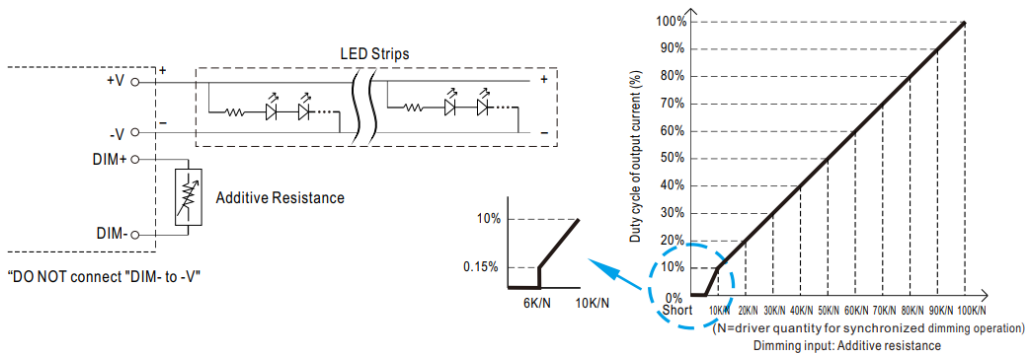 LED Strips
+V
+
+
-V
–
–
DIM+
Additive Resistance
DIM-
“DO NOT connect "DIM- to -V"
10%
0.15%
6K/N
10K/N
Duty cycle of output current (%)
100%
90%
80%
70%
60%
50%
40%
30%
20%
10%
0%
Short
10K/N 20K/N 30K/N 40K/N 50K/N 60K/N 70K/N 80K/N 90K/N 100K/N
(N=driver quantity for synchronized dimming operation)
Dimming input: Additive resistance